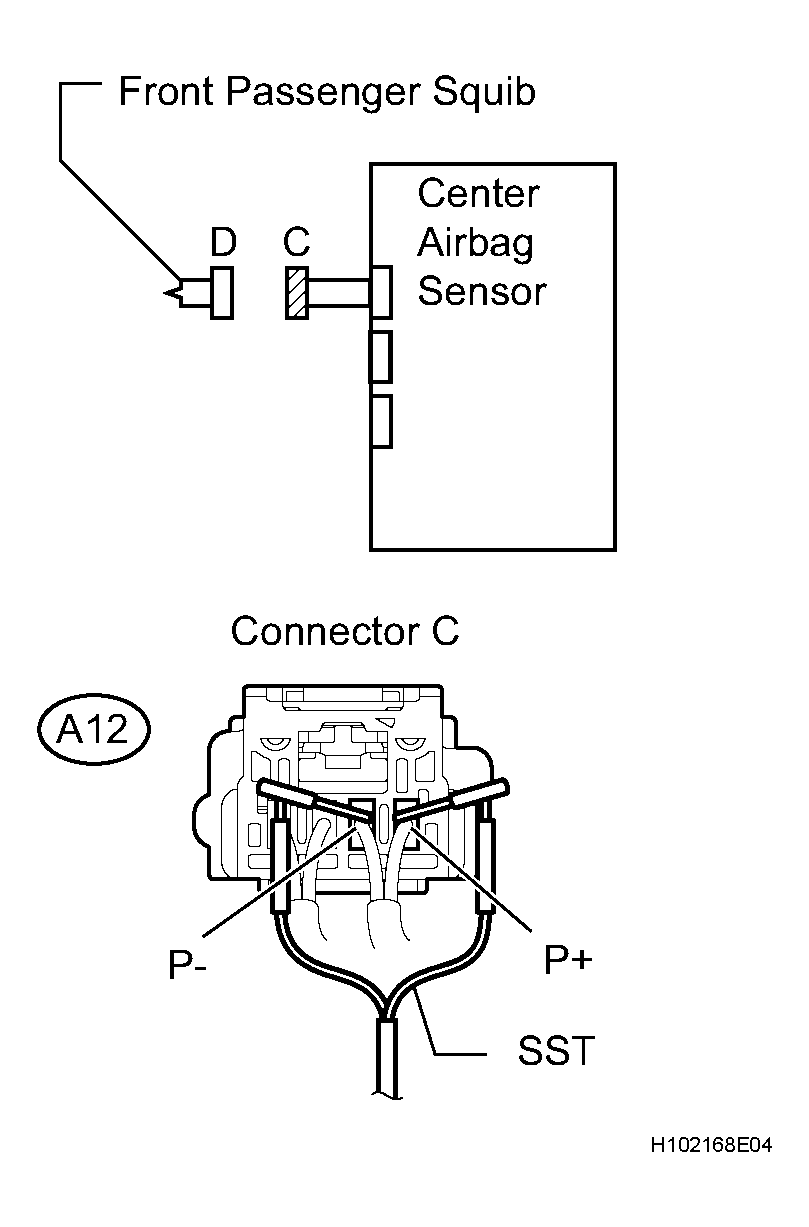 Front Passenger Squib
D
C
Center
Airbag
Sensor
Connector C
A12
P-
P+
SST
H102168E04